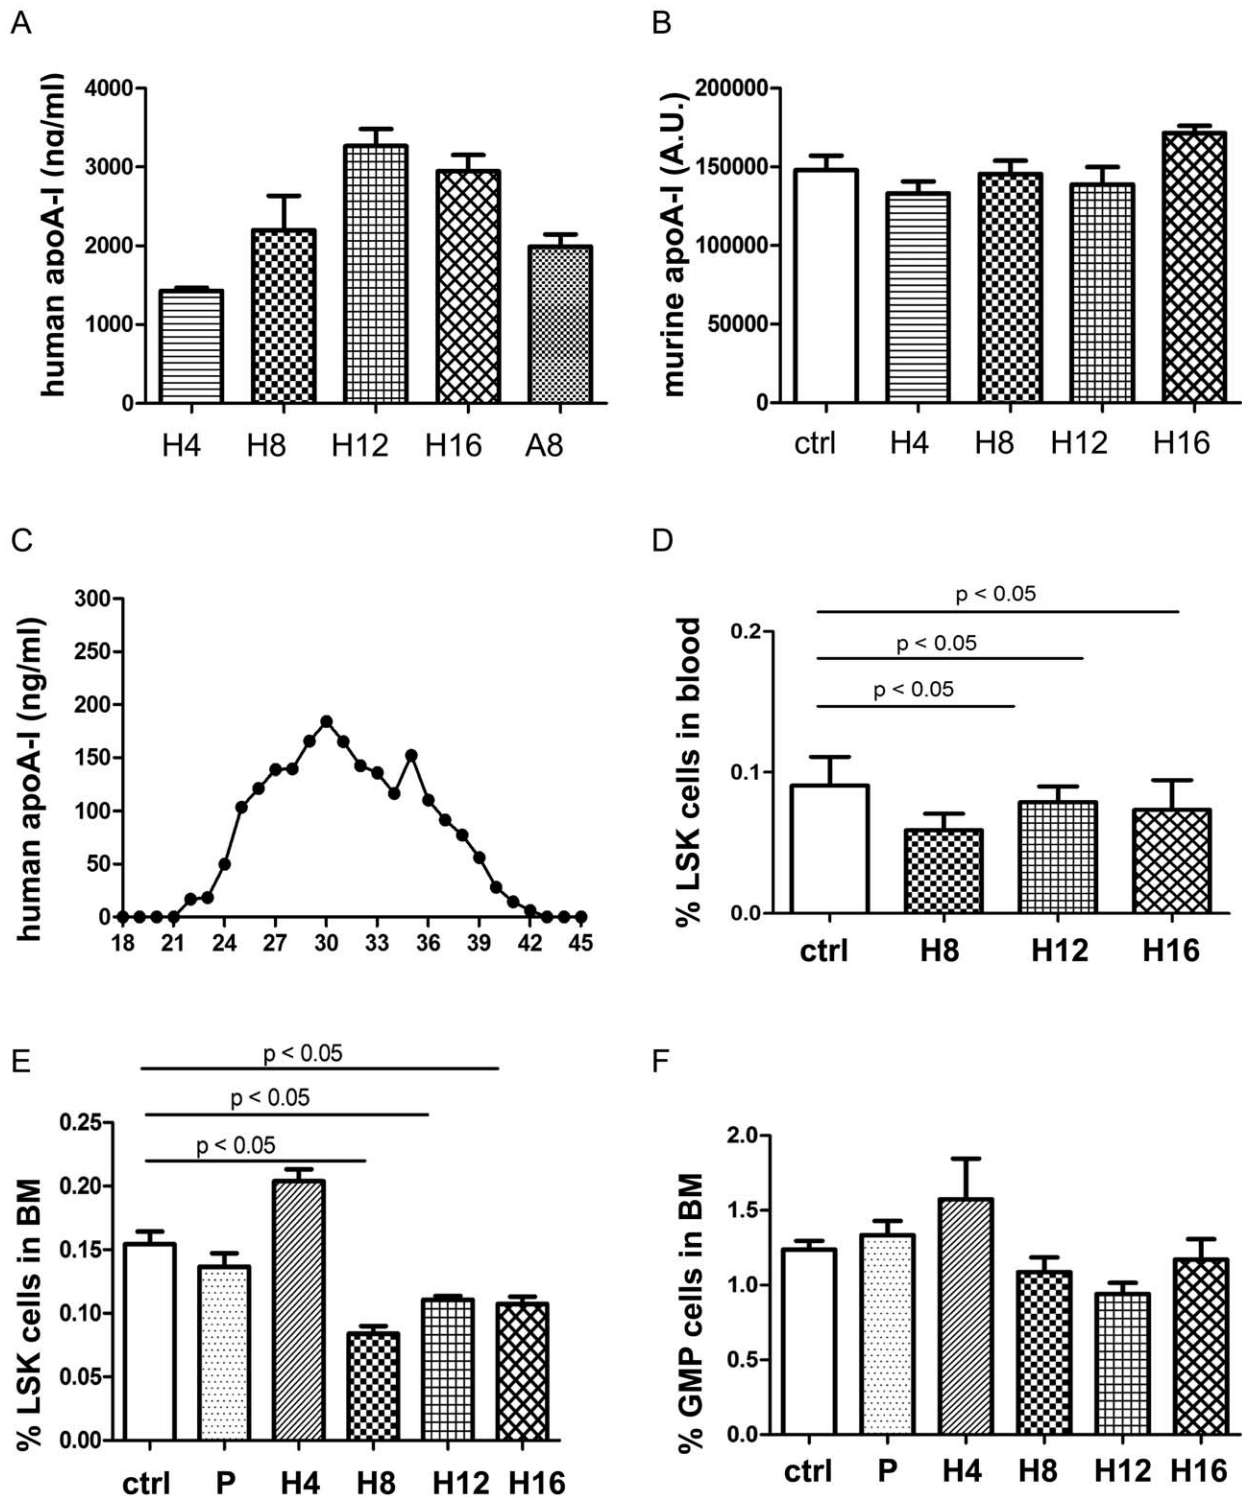 A
human apoA-I (ng/ml)
4000
3000
2000
1000
0
H4 H8 H12 H16 A8
B
murine apoA-I (A.U.)
200000
150000
100000
50000
0
ctrl H4 H8 H12 H16
C
human apoA-I (ng/ml)
300
250
200
150
100
50
0
18 21 24 27 30 33 36 39 42 45
D
% LSK cells in blood
p < 0.05
p < 0.05
p < 0.05
0.2
0.1
0.0
ctrl H8 H12 H16
E
% LSK cells in BM
p < 0.05
p < 0.05
p < 0.05
0.25
0.20
0.15
0.10
0.05
0.00
ctrl P H4 H8 H12 H16
F
% GMP cells in BM
2.0
1.5
1.0
0.5
0.0
ctrl P H4 H8 H12 H16